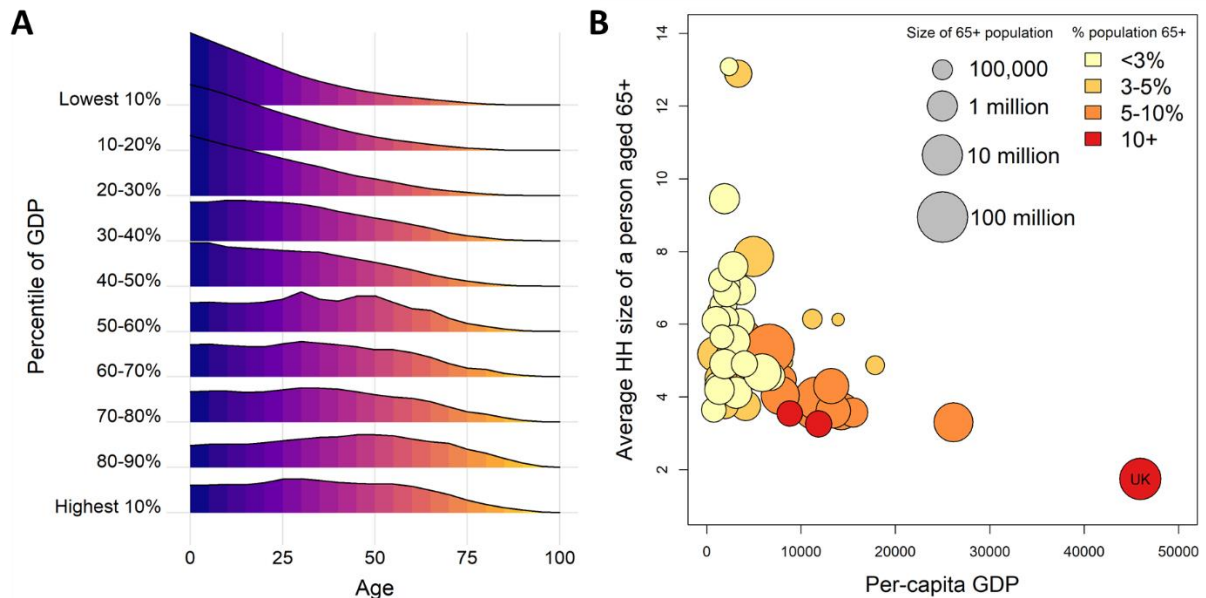 A
Percentile of GDP
Lowest 10%
10-20%
20-30%
30-40%
40-50%
50-60%
60-70%
70-80%
80-90%
Highest 10%
0 25 50 75 100
Age
B
Average HH size of a person aged 65+
14
12
10
8
6
4
2
Size of 65+ population
100,000
1 million
10 million
100 million
% population 65+
<3%
3-5%
5-10%
10+
UK
0 10000 20000 30000 40000 50000
Per-capita GDP